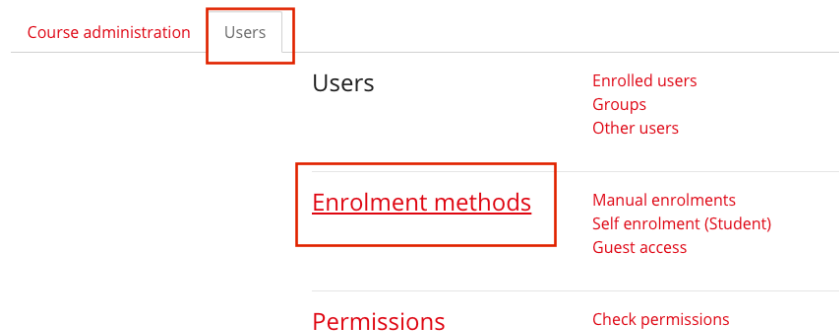 Course administration Users
Users
Enrolled users
Groups
Other users
Enrolment methods
Manual enrolments
Self enrolment (Student)
Guest access
Permissions
Check permissions